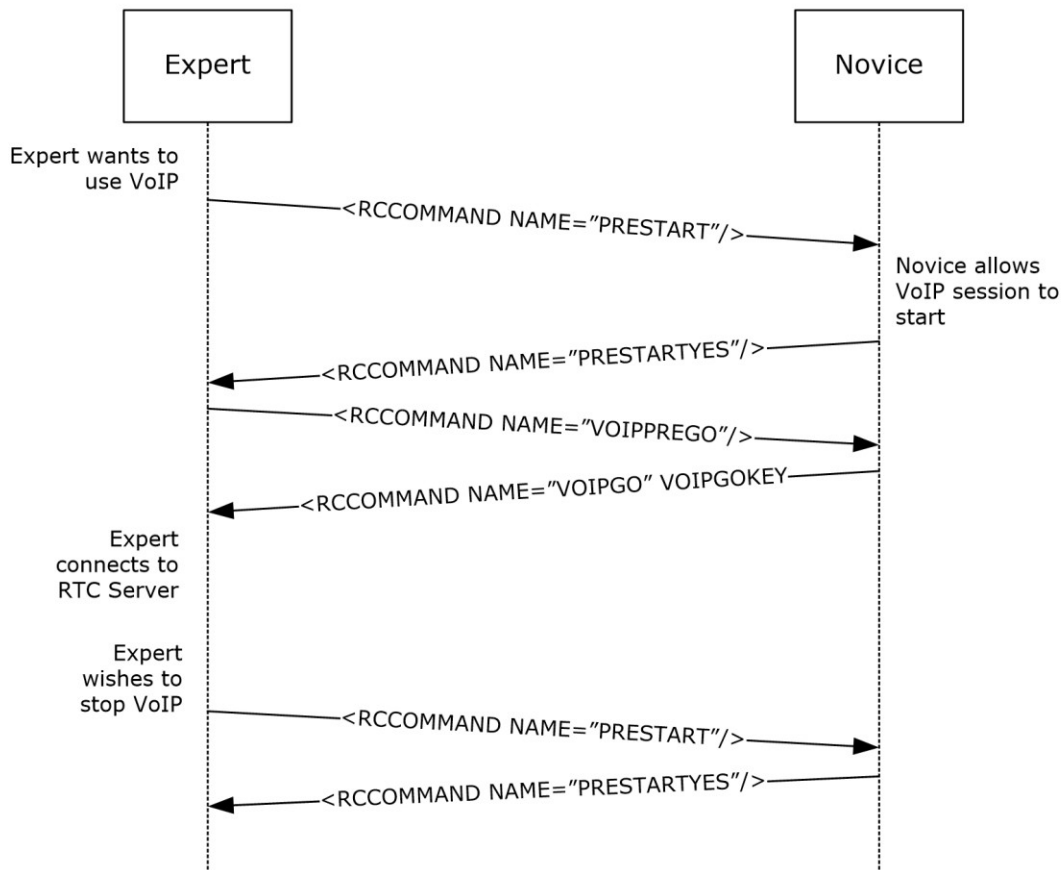 Expert
Novice
Expert wants to
use VoIP
<RCCOMMAND NAME=”PRESTART”/>
Novice allows
VoIP session to
start
<RCCOMMAND NAME=”PRESTARTYES”/>
<RCCOMMAND NAME=”VOIPPREGO”/>
<RCCOMMAND NAME=”VOIPGO” VOIPGOKEY
Expert
connects to
RTC Server
Expert
wishes to
stop VoIP
<RCCOMMAND NAME=”PRESTART”/>
<RCCOMMAND NAME=”PRESTARTYES”/>